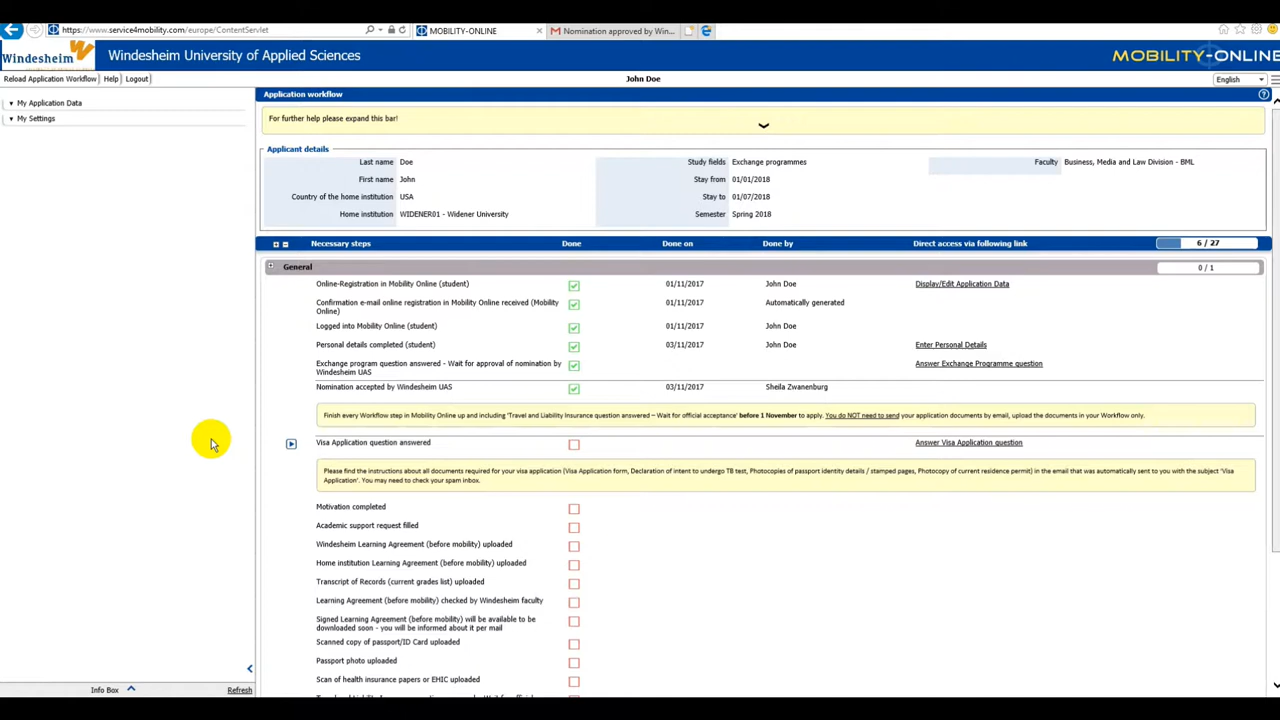 https://www.service4mobility.com/europe/ContentServlet
MOBILITY-ONLINE
Nomination approved by Win...
Windesheim
Windesheim University of Applied Sciences
MOBILITY-ONLINE
Reload Application Workflow Help Logout
John Doe
English
My Application Data
My Settings
Application workflow
For further help please expand this bar!
Applicant details
Last name Doe Study fields Exchange programmes Faculty Business, Media and Law Division - BML
First name John Stay from 01/01/2018
Country of the home institution USA Stay to 01/07/2018
Home institution WIDENER01 - Widener University Semester Spring 2018
Necessary steps Done Done on Done by Direct access via following link 6 / 27
General 0 / 1
Online-Registration in Mobility Online (student) 01/11/2017 John Doe Display/Edit Application Data
Confirmation e-mail online registration in Mobility Online received (Mobility 01/11/2017 Automatically generated
Online)
Logged into Mobility Online (student) 01/11/2017 John Doe
Personal details completed (student) 03/11/2017 John Doe Enter Personal Details
Exchange program question answered - Wait for approval of nomination by Answer Exchange Programme question
Windesheim UAS
Nomination accepted by Windesheim UAS 03/11/2017 Sheila Zwanenburg
Finish every Workflow step in Mobility Online up and including 'Travel and Liability Insurance question answered – Wait for official acceptance' before 1 November to apply. You do NOT need to send your application documents by email, upload the documents in your Workflow only.
Visa Application question answered Answer Visa Application question
Please find the instructions about all documents required for your visa application (Visa Application form, Declaration of intent to undergo TB test, Photocopies of passport identity details / stamped pages, Photocopy of current residence permit) in the email that was automatically sent to you with the subject 'Visa
Application'. You may need to check your spam inbox.
Motivation completed
Academic support request filled
Windesheim Learning Agreement (before mobility) uploaded
Home institution Learning Agreement (before mobility) uploaded
Transcript of Records (current grades list) uploaded
Learning Agreement (before mobility) checked by Windesheim faculty
Signed Learning Agreement (before mobility) will be available to be
downloaded soon - you will be informed about it per mail
Scanned copy of passport/ID Card uploaded
Passport photo uploaded
Scan of health insurance papers or EHIC uploaded
Info Box Refresh